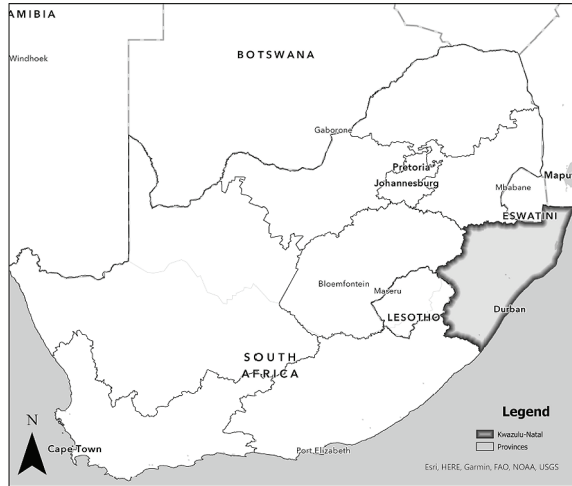 AMIBIA
Windhoek
BOTSWANA
Gaborone
Pretoria
Johannesburg
Mbabane
Maput
ESWATINI
Bloemfontein
Maseru
LESOTHO
Durban
SOUTH
AFRICA
N
Cape Town
Port Elizabeth
Legend
Kwazulu-Natal
Provinces
Esri, HERE, Garmin, FAO, NOAA, USGS